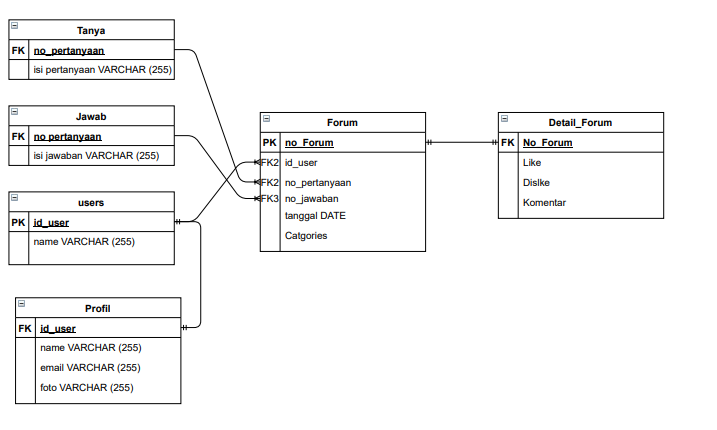 Tanya
FK no_pertanyaan
isi pertanyaan VARCHAR (255)
Jawab
FK no pertanyaan
isi jawaban VARCHAR (255)
users
PK id_user
name VARCHAR (255)
Profil
FK id_user
name VARCHAR (255)
email VARCHAR (255)
foto VARCHAR (255)
Forum
PK no_Forum
FK2 id_user
FK2 no_pertanyaan
FK3 no_jawaban
tanggal DATE
Catgories
Detail_Forum
FK No_Forum
Like
Dislke
Komentar